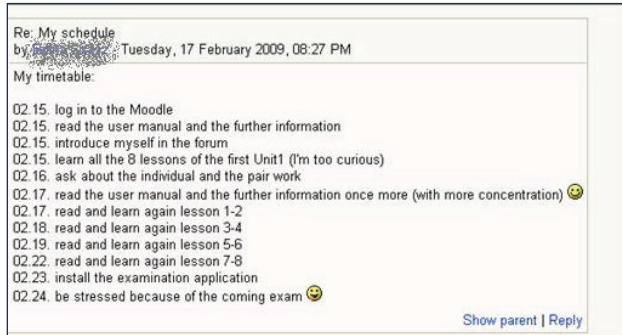 Re: My schedule
by Tuesday, 17 February 2009, 08:27 PM
My timetable:
02.15. log in to the Moodle
02.15. read the user manual and the further information
02.15. introduce myself in the forum
02.15. learn all the 8 lessons of the first Unit1 (I'm too curious)
02.16. ask about the individual and the pair work
02.17. read the user manual and the further information once more (with more concentration)
02.17. read and learn again lesson 1-2
02.18. read and learn again lesson 3-4
02.19. read and learn again lesson 5-6
02.22. read and learn again lesson 7-8
02.23. install the examination application
02.24. be stressed because of the coming exam
Show parent | Reply